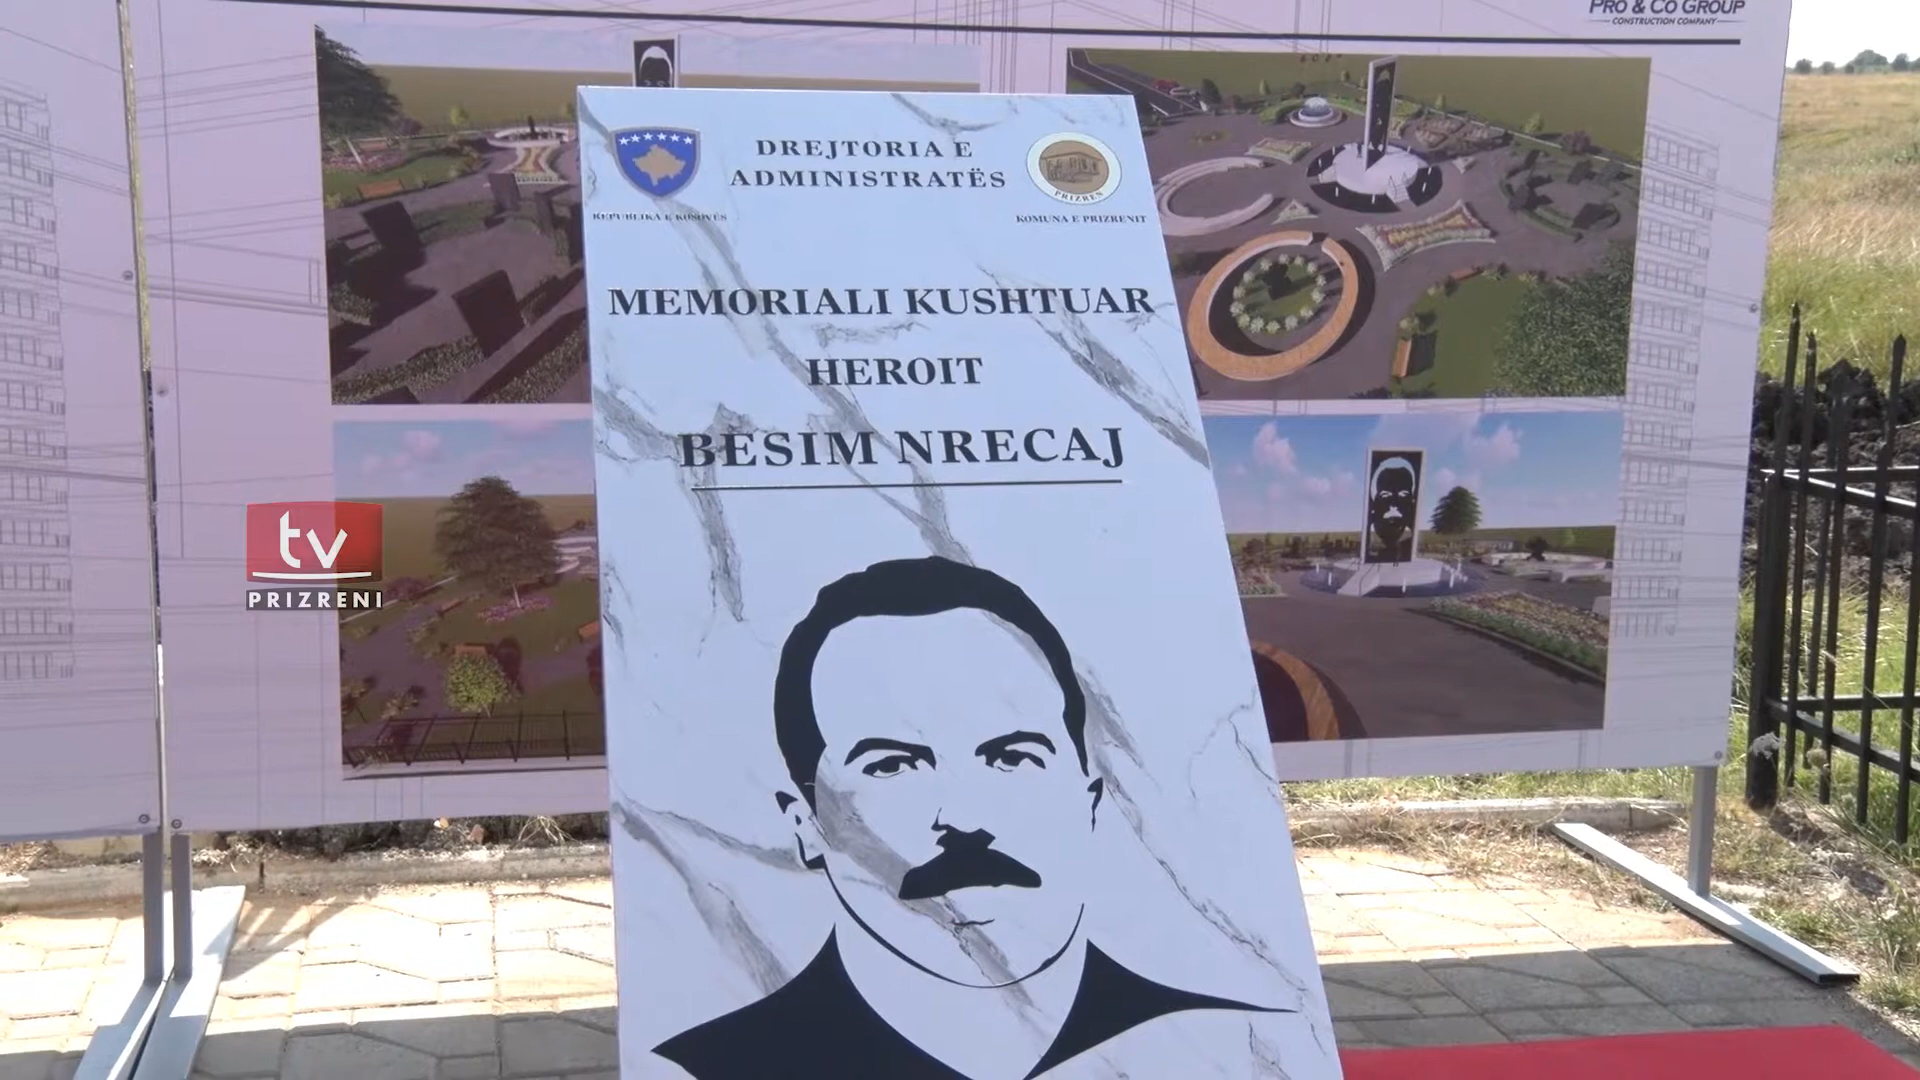 PRO & CO GROUP
CONSTRUCTION COMPANY
DREJTORIA E
ADMINISTRATËS
PRIZREN
REPUBLIKA E KOSOVËS
KOMUNA E PRIZRENIT
MEMORIALI KUSHTUAR
HEROIT
BESIM NRECAJ
tv
PRIZRENI